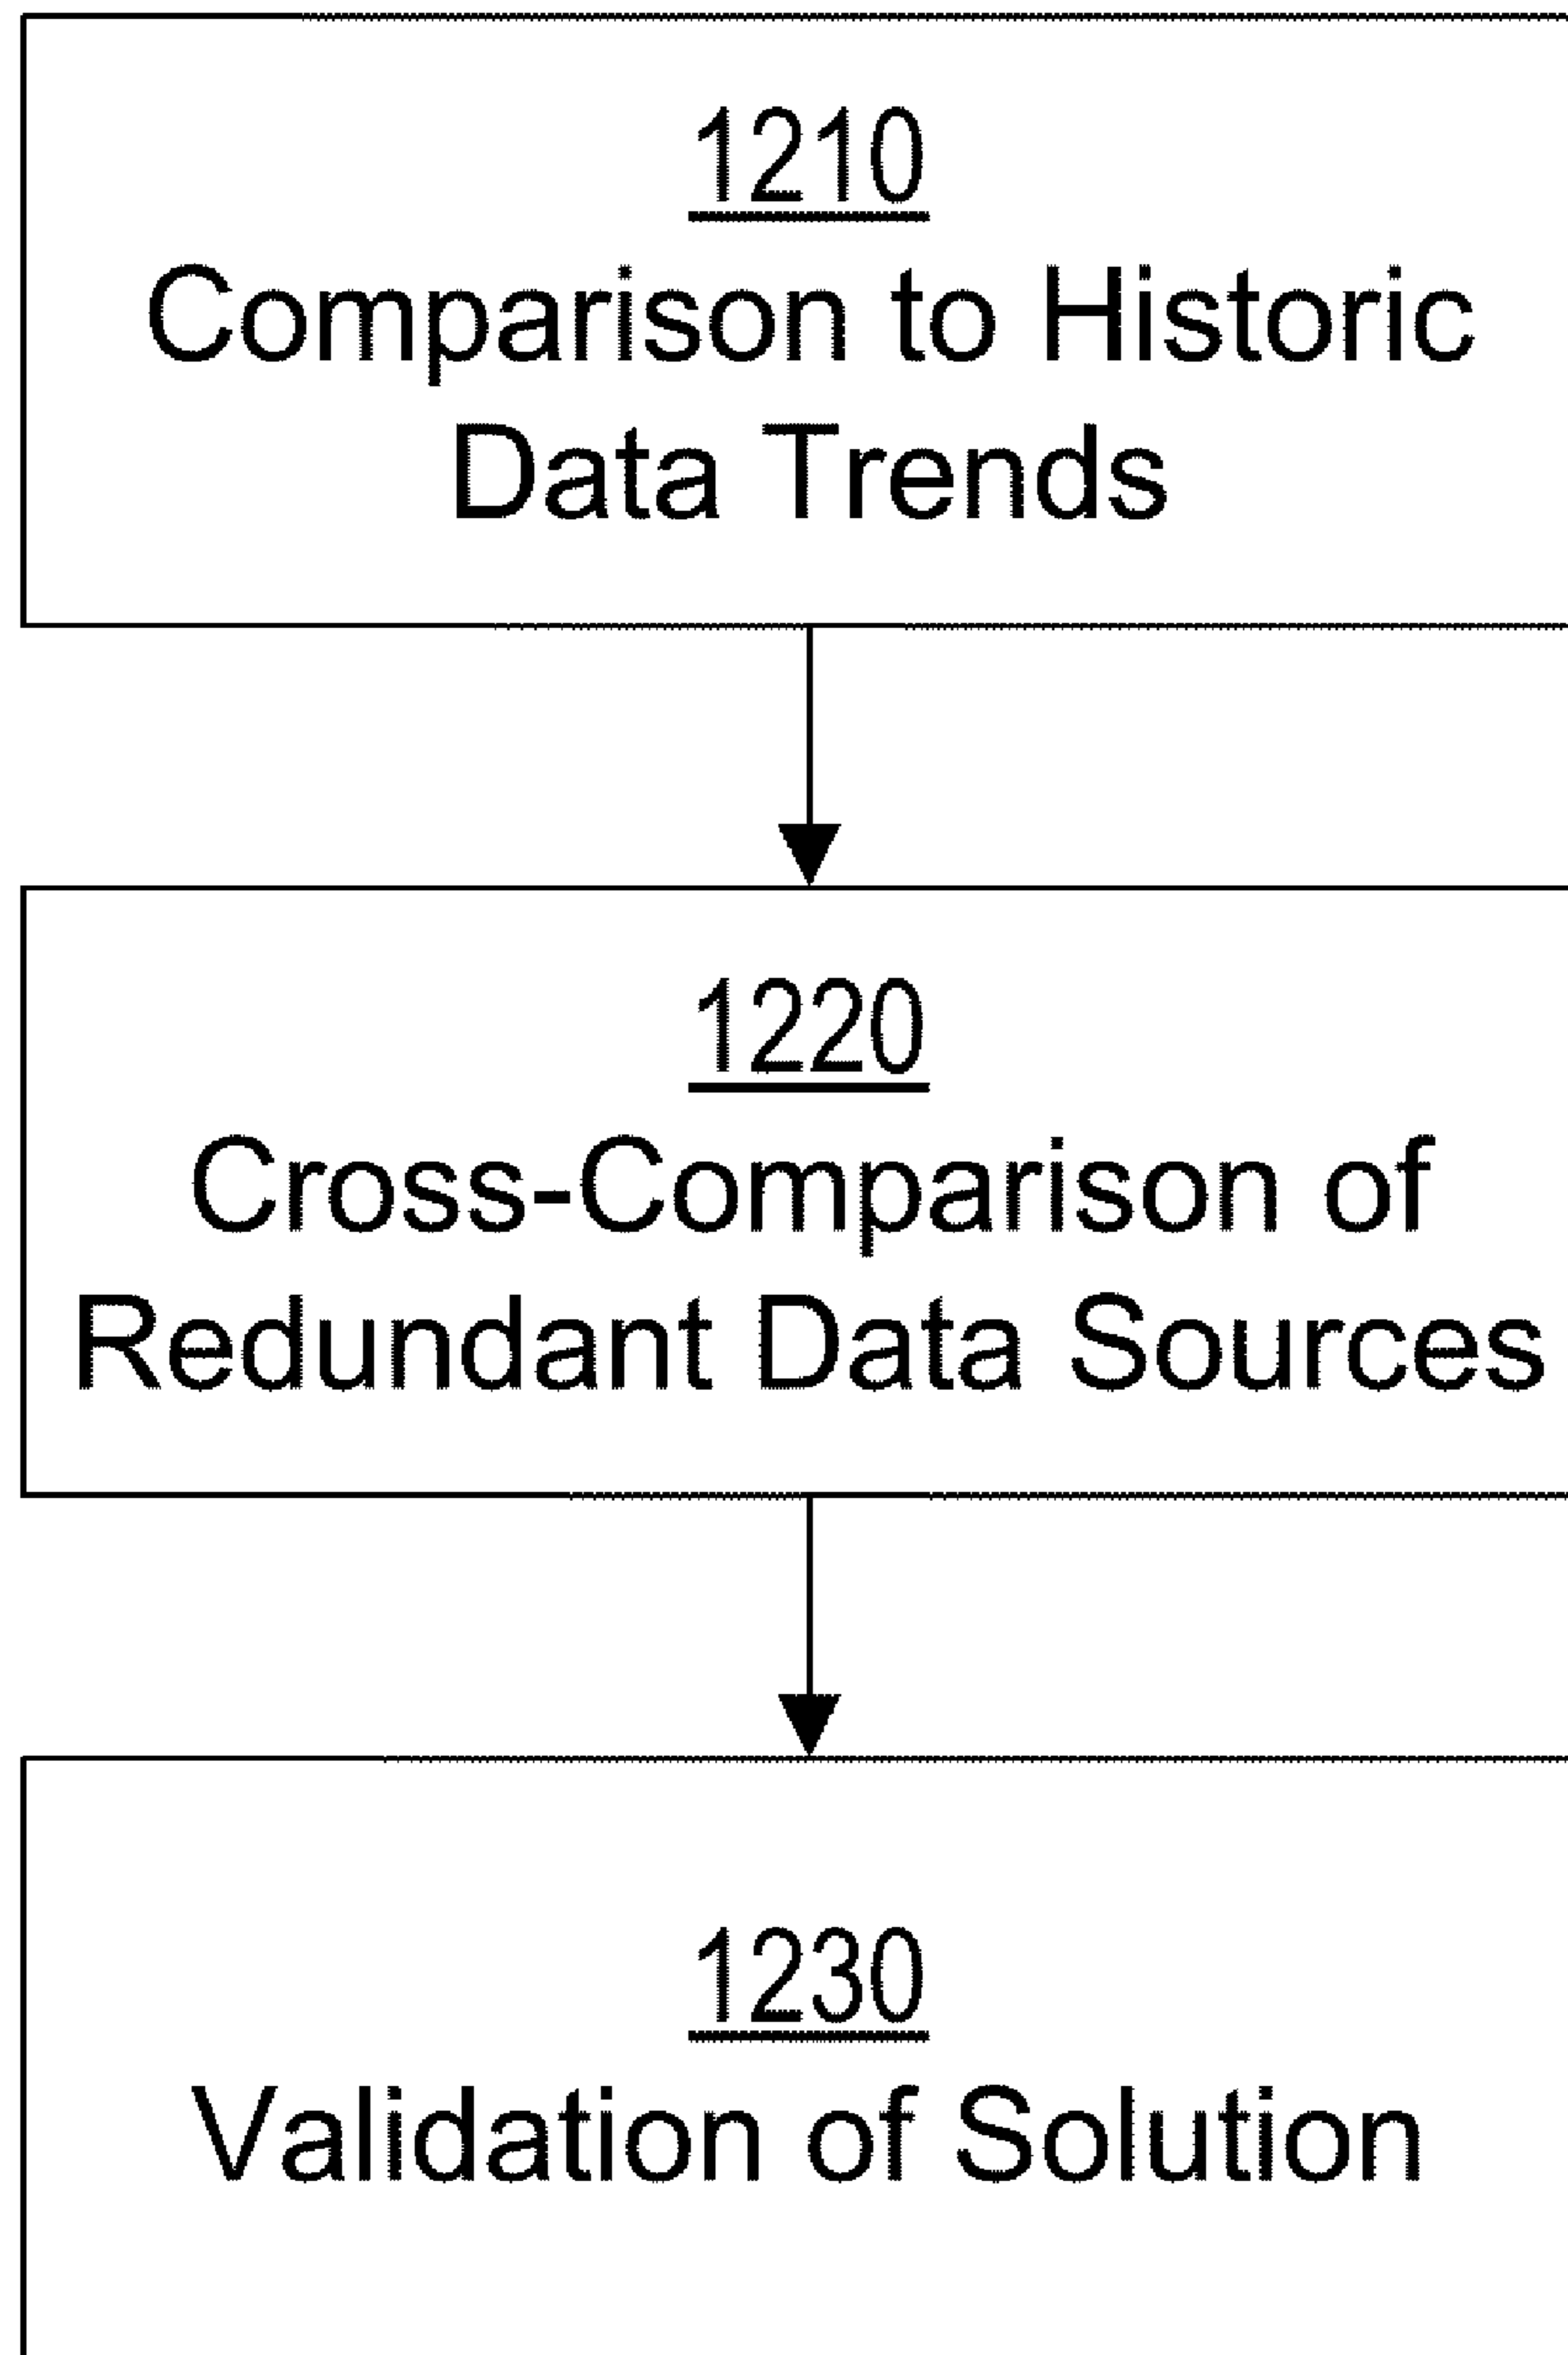 1210
Comparison to Historic
Data Trends
1220
Cross-Comparison of
Redundant Data Sources
1230
Validation of Solution